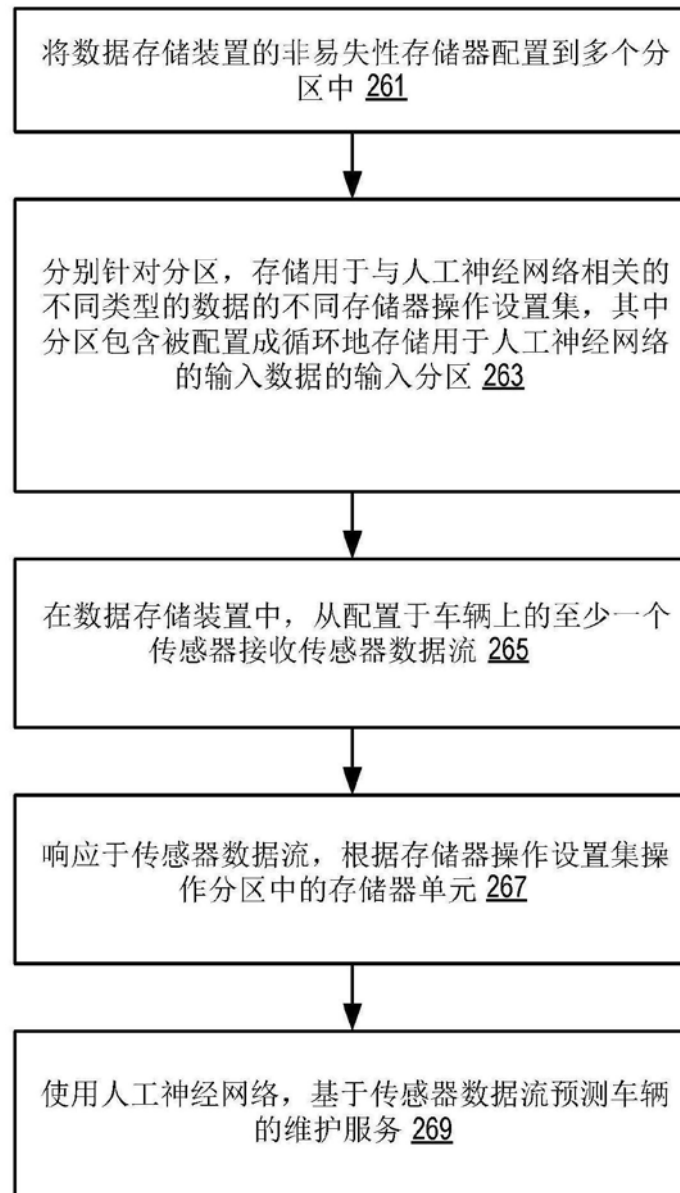 将数据存储装置的非易失性存储器配置到多个分
区中 261
分别针对分区，存储用于与人工神经网络相关的
不同类型的数据的不同存储器操作设置集，其中
分区包含被配置成循环地存储用于人工神经网络
的输入数据的输入分区 263
在数据存储装置中，从配置于车辆上的至少一个
传感器接收传感器数据流 265
响应于传感器数据流，根据存储器操作设置集操
作分区中的存储器单元 267
使用人工神经网络，基于传感器数据流预测车辆
的维护服务 269